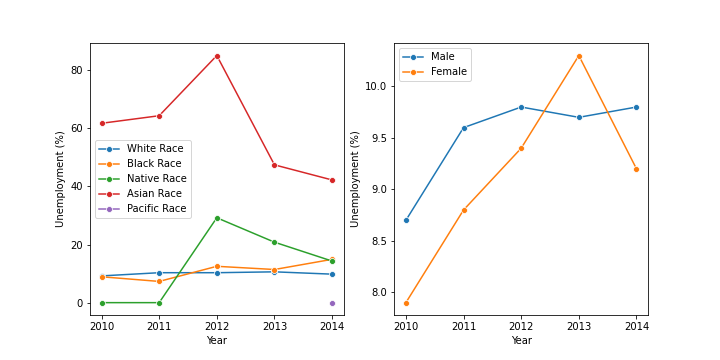 80
60
40
20
0
Unemployment (%)
White Race
Black Race
Native Race
Asian Race
Pacific Race
2010 2011 2012 2013 2014
Year
10.0
9.5
9.0
8.5
8.0
Unemployment (%)
Male
Female
2010 2011 2012 2013 2014
Year